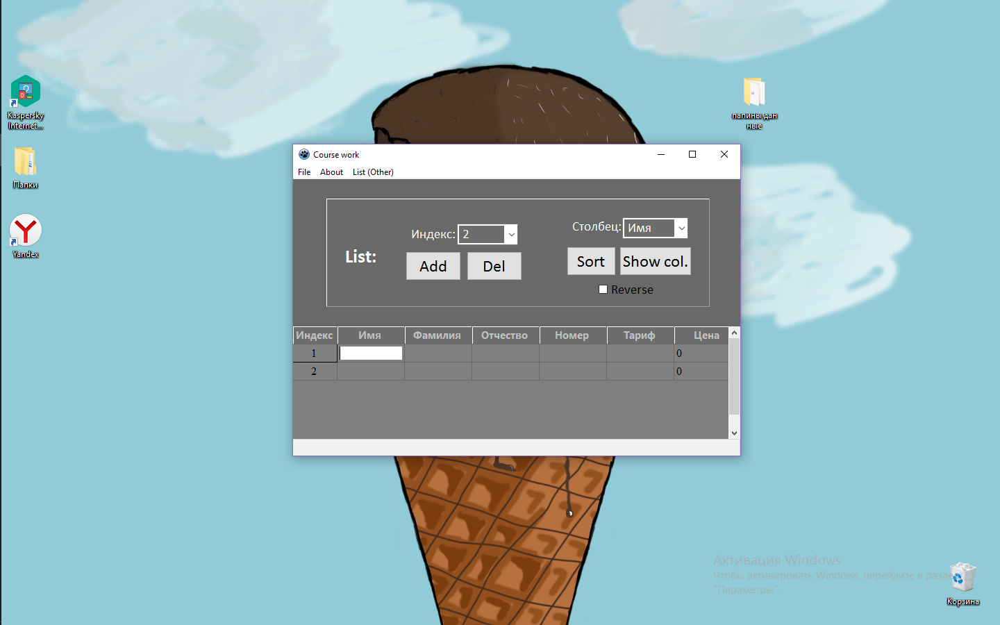 Kaspersky
Internet...
Папки
Yandex
папины дан
ные
Course work
File About List (Other)
Индекс: 2
Столбец: Имя
List:
Add Del
Sort Show col.
Reverse
Индекс Имя Фамилия Отчество Номер Тариф Цена
1 0
2 0
Активация Windows
Чтобы активировать Windows, перейдите в разде
"Параметры".
Корзина